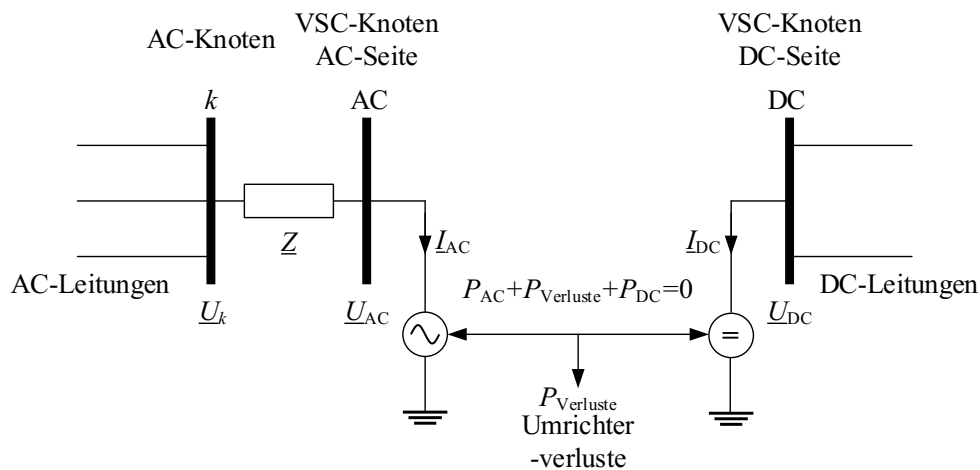 AC-Knoten
VSC-Knoten
AC-Seite
VSC-Knoten
DC-Seite
k
AC
DC
Z
I_AC
I_DC
AC-Leitungen
P_AC+P_Verluste+P_DC=0
DC-Leitungen
U_k
U_AC
U_DC
=
P_Verluste
Umrichter
-verluste